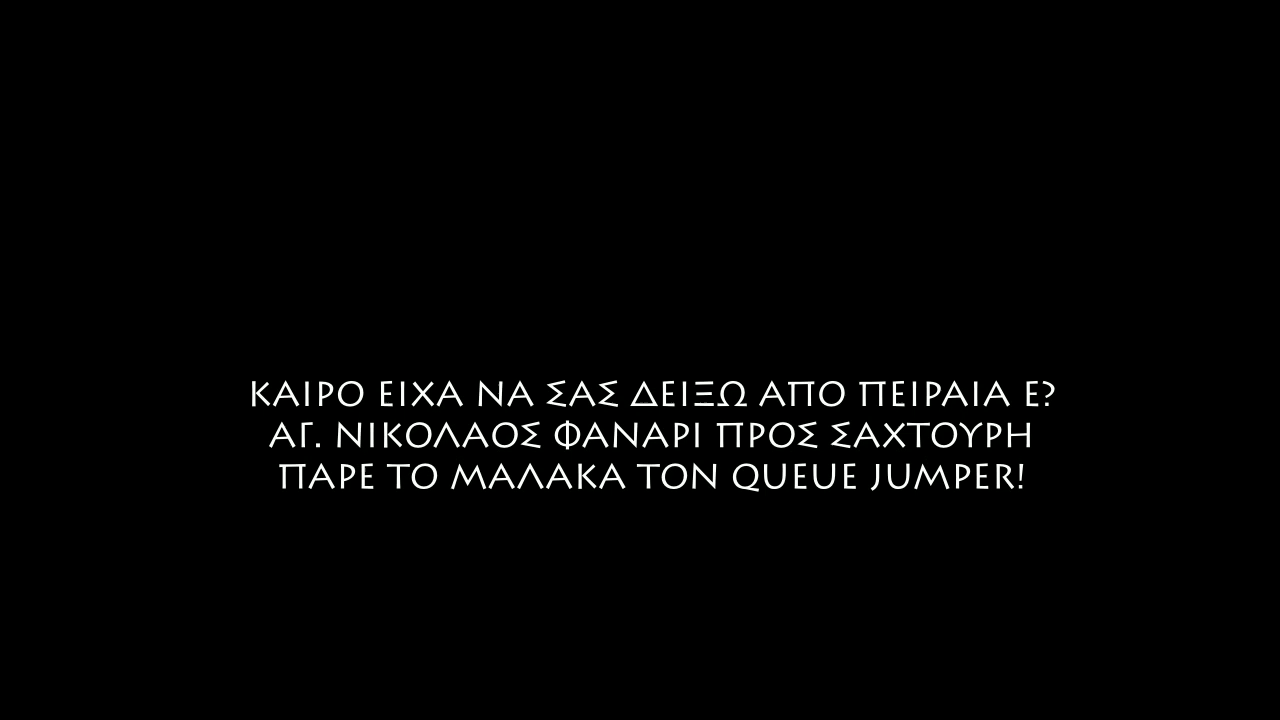 ΚΑΙΡΟ ΕΙΧΑ ΝΑ ΣΑΣ ΔΕΙΞΩ ΑΠΟ ΠΕΙΡΑΙΑ Ε?
ΑΓ. ΝΙΚΟΛΑΟΣ ΦΑΝΑΡΙ ΠΡΟΣ ΣΑΧΤΟΥΡΗ
ΠΑΡΕ ΤΟ ΜΑΛΑΚΑ ΤΟΝ QUEUE JUMPER!